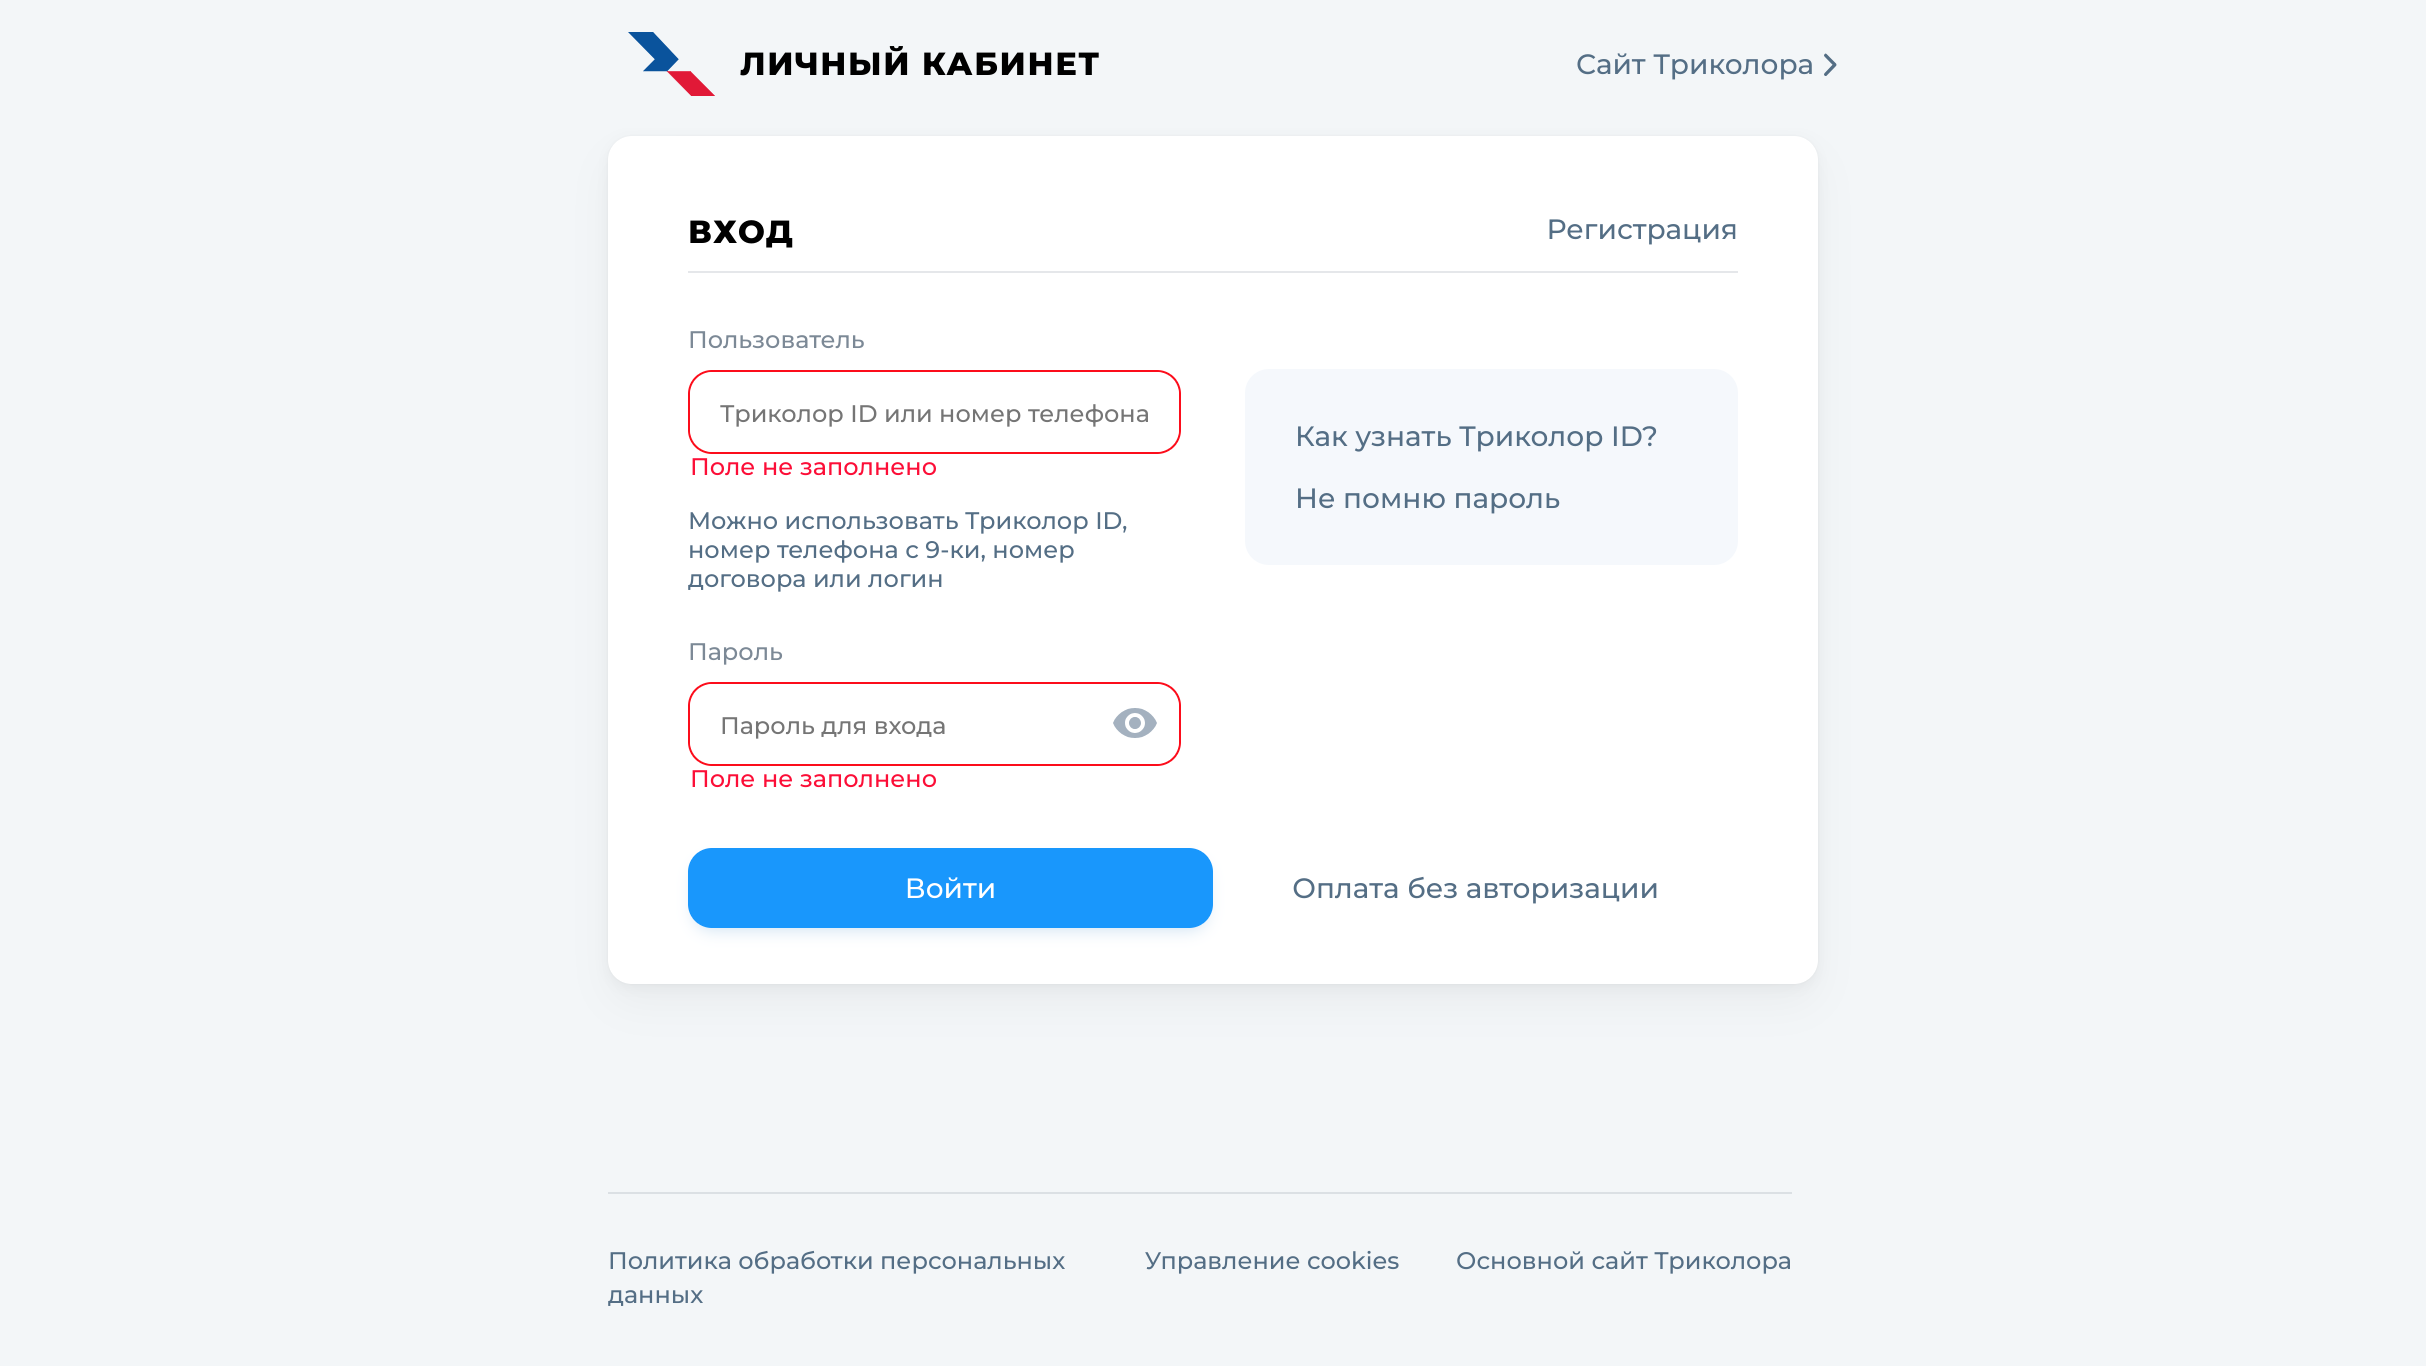 ЛИЧНЫЙ КАБИНЕТ
Сайт Триколора
ВХОД
Регистрация
Пользователь
Триколор ID или номер телефона
Поле не заполнено
Можно использовать Триколор ID,
номер телефона с 9-ки, номер
договора или логин
Как узнать Триколор ID?
Не помню пароль
Пароль
Пароль для входа
Поле не заполнено
Войти
Оплата без авторизации
Политика обработки персональных
данных
Управление cookies
Основной сайт Триколора